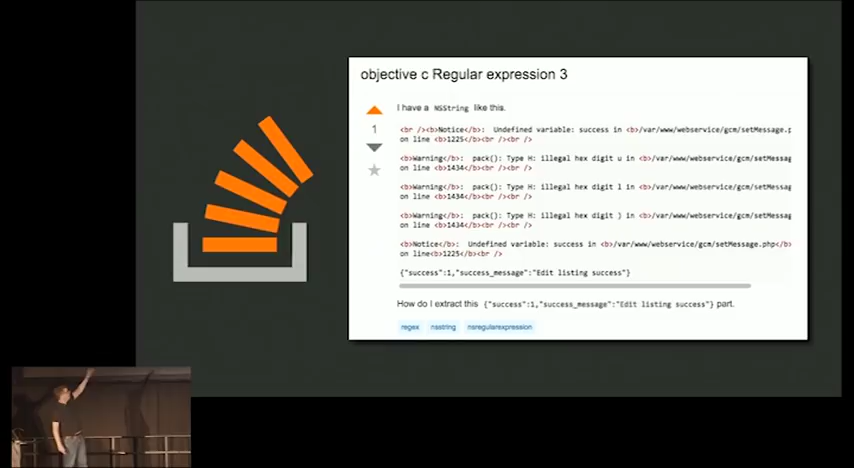 objective c Regular expression 3
I have a NSString like this.
1
<br /><b>Notice</b>: Undefined variable: success in <b>/var/www/webservice/gcm/setMessage.p
on line <b>1225</b><br /><br />
<b>Warning</b>: pack(): Type H: illegal hex digit u in <b>/var/www/webservice/gcm/setMessag
on line <b>1434</b><br /><br />
<b>Warning</b>: pack(): Type H: illegal hex digit l in <b>/var/www/webservice/gcm/setMessag
on line <b>1434</b><br /><br />
<b>Warning</b>: pack(): Type H: illegal hex digit ) in <b>/var/www/webservice/gcm/setMessag
on line <b>1434</b><br /><br />
<b>Notice</b>: Undefined variable: success in <b>/var/www/webservice/gcm/setMessage.php</b>
on line<b>1225</b><br />
{"success":1,"success_message":"Edit listing success"}
How do I extract this {"success":1,"success_message":"Edit listing success"} part.
regex nsstring nsregularexpression